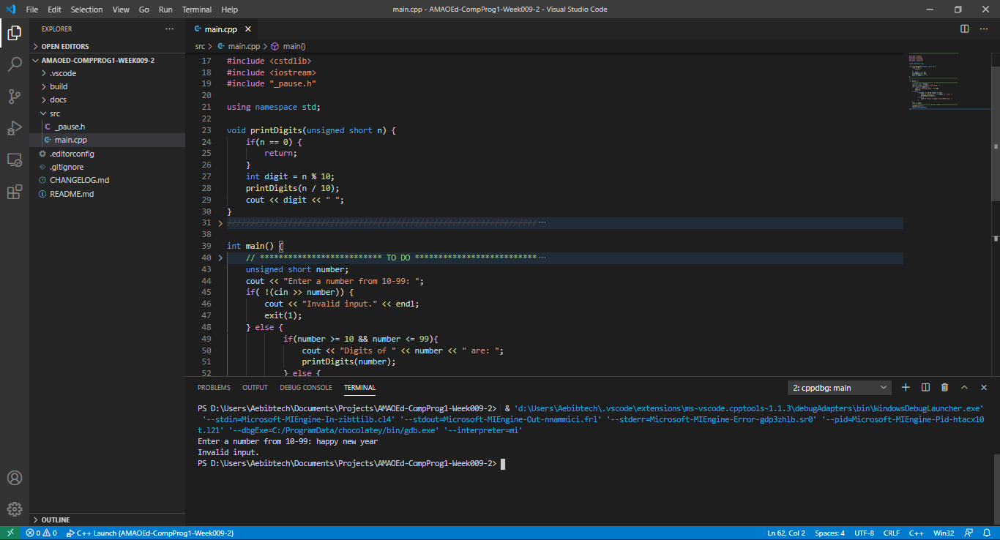 File Edit Selection View Go Run Terminal Help main.cpp - AMAOEd-CompProg1-Week009-2 - Visual Studio Code
EXPLORER
OPEN EDITORS
AMAOED-COMPPROG1-WEEK009-2
.vscode
build
docs
src
_pause.h
main.cpp
.editorconfig
.gitignore
CHANGELOG.md
README.md
OUTLINE
main.cpp
src > main.cpp > main()
17 #include <cstdlib>
18 #include <iostream>
19 #include "_pause.h"
20
21 using namespace std;
22
23 void printDigits(unsigned short n) {
24 if(n == 0) {
25 return;
26 }
27 int digit = n % 10;
28 printDigits(n / 10);
29 cout << digit << " ";
30 }
31 //////////////////////////////////////////////////////////////////···
38
39 int main() {
40 // ************************** TO DO **************************···
43 unsigned short number;
44 cout << "Enter a number from 10-99: ";
45 if( !(cin >> number)) {
46 cout << "Invalid input." << endl;
47 exit(1);
48 } else {
49 if(number >= 10 && number <= 99){
50 cout << "Digits of " << number << " are: ";
51 printDigits(number);
52 } else {
PROBLEMS OUTPUT DEBUG CONSOLE TERMINAL 2: cppdbg: main
PS D:\Users\Aebibtech\Documents\Projects\AMAOEd-CompProg1-Week009-2> & 'd:\Users\Aebibtech\.vscode\extensions\ms-vscode.cpptools-1.1.3\debugAdapters\bin\WindowsDebugLauncher.exe'
'--stdin=Microsoft-MIEngine-In-zibttilb.cl4' '--stdout=Microsoft-MIEngine-Out-nnammici.frl' '--stderr=Microsoft-MIEngine-Error-gdp3zhlb.sr0' '--pid=Microsoft-MIEngine-Pid-htacx10
t.l21' '--dbgExe=C:/ProgramData/chocolatey/bin/gdb.exe' '--interpreter=mi'
Enter a number from 10-99: happy new year
Invalid input.
PS D:\Users\Aebibtech\Documents\Projects\AMAOEd-CompProg1-Week009-2>
0 0 C++ Launch (AMAOEd-CompProg1-Week009-2) Ln 62, Col 2 Spaces: 4 UTF-8 CRLF C++ Win32